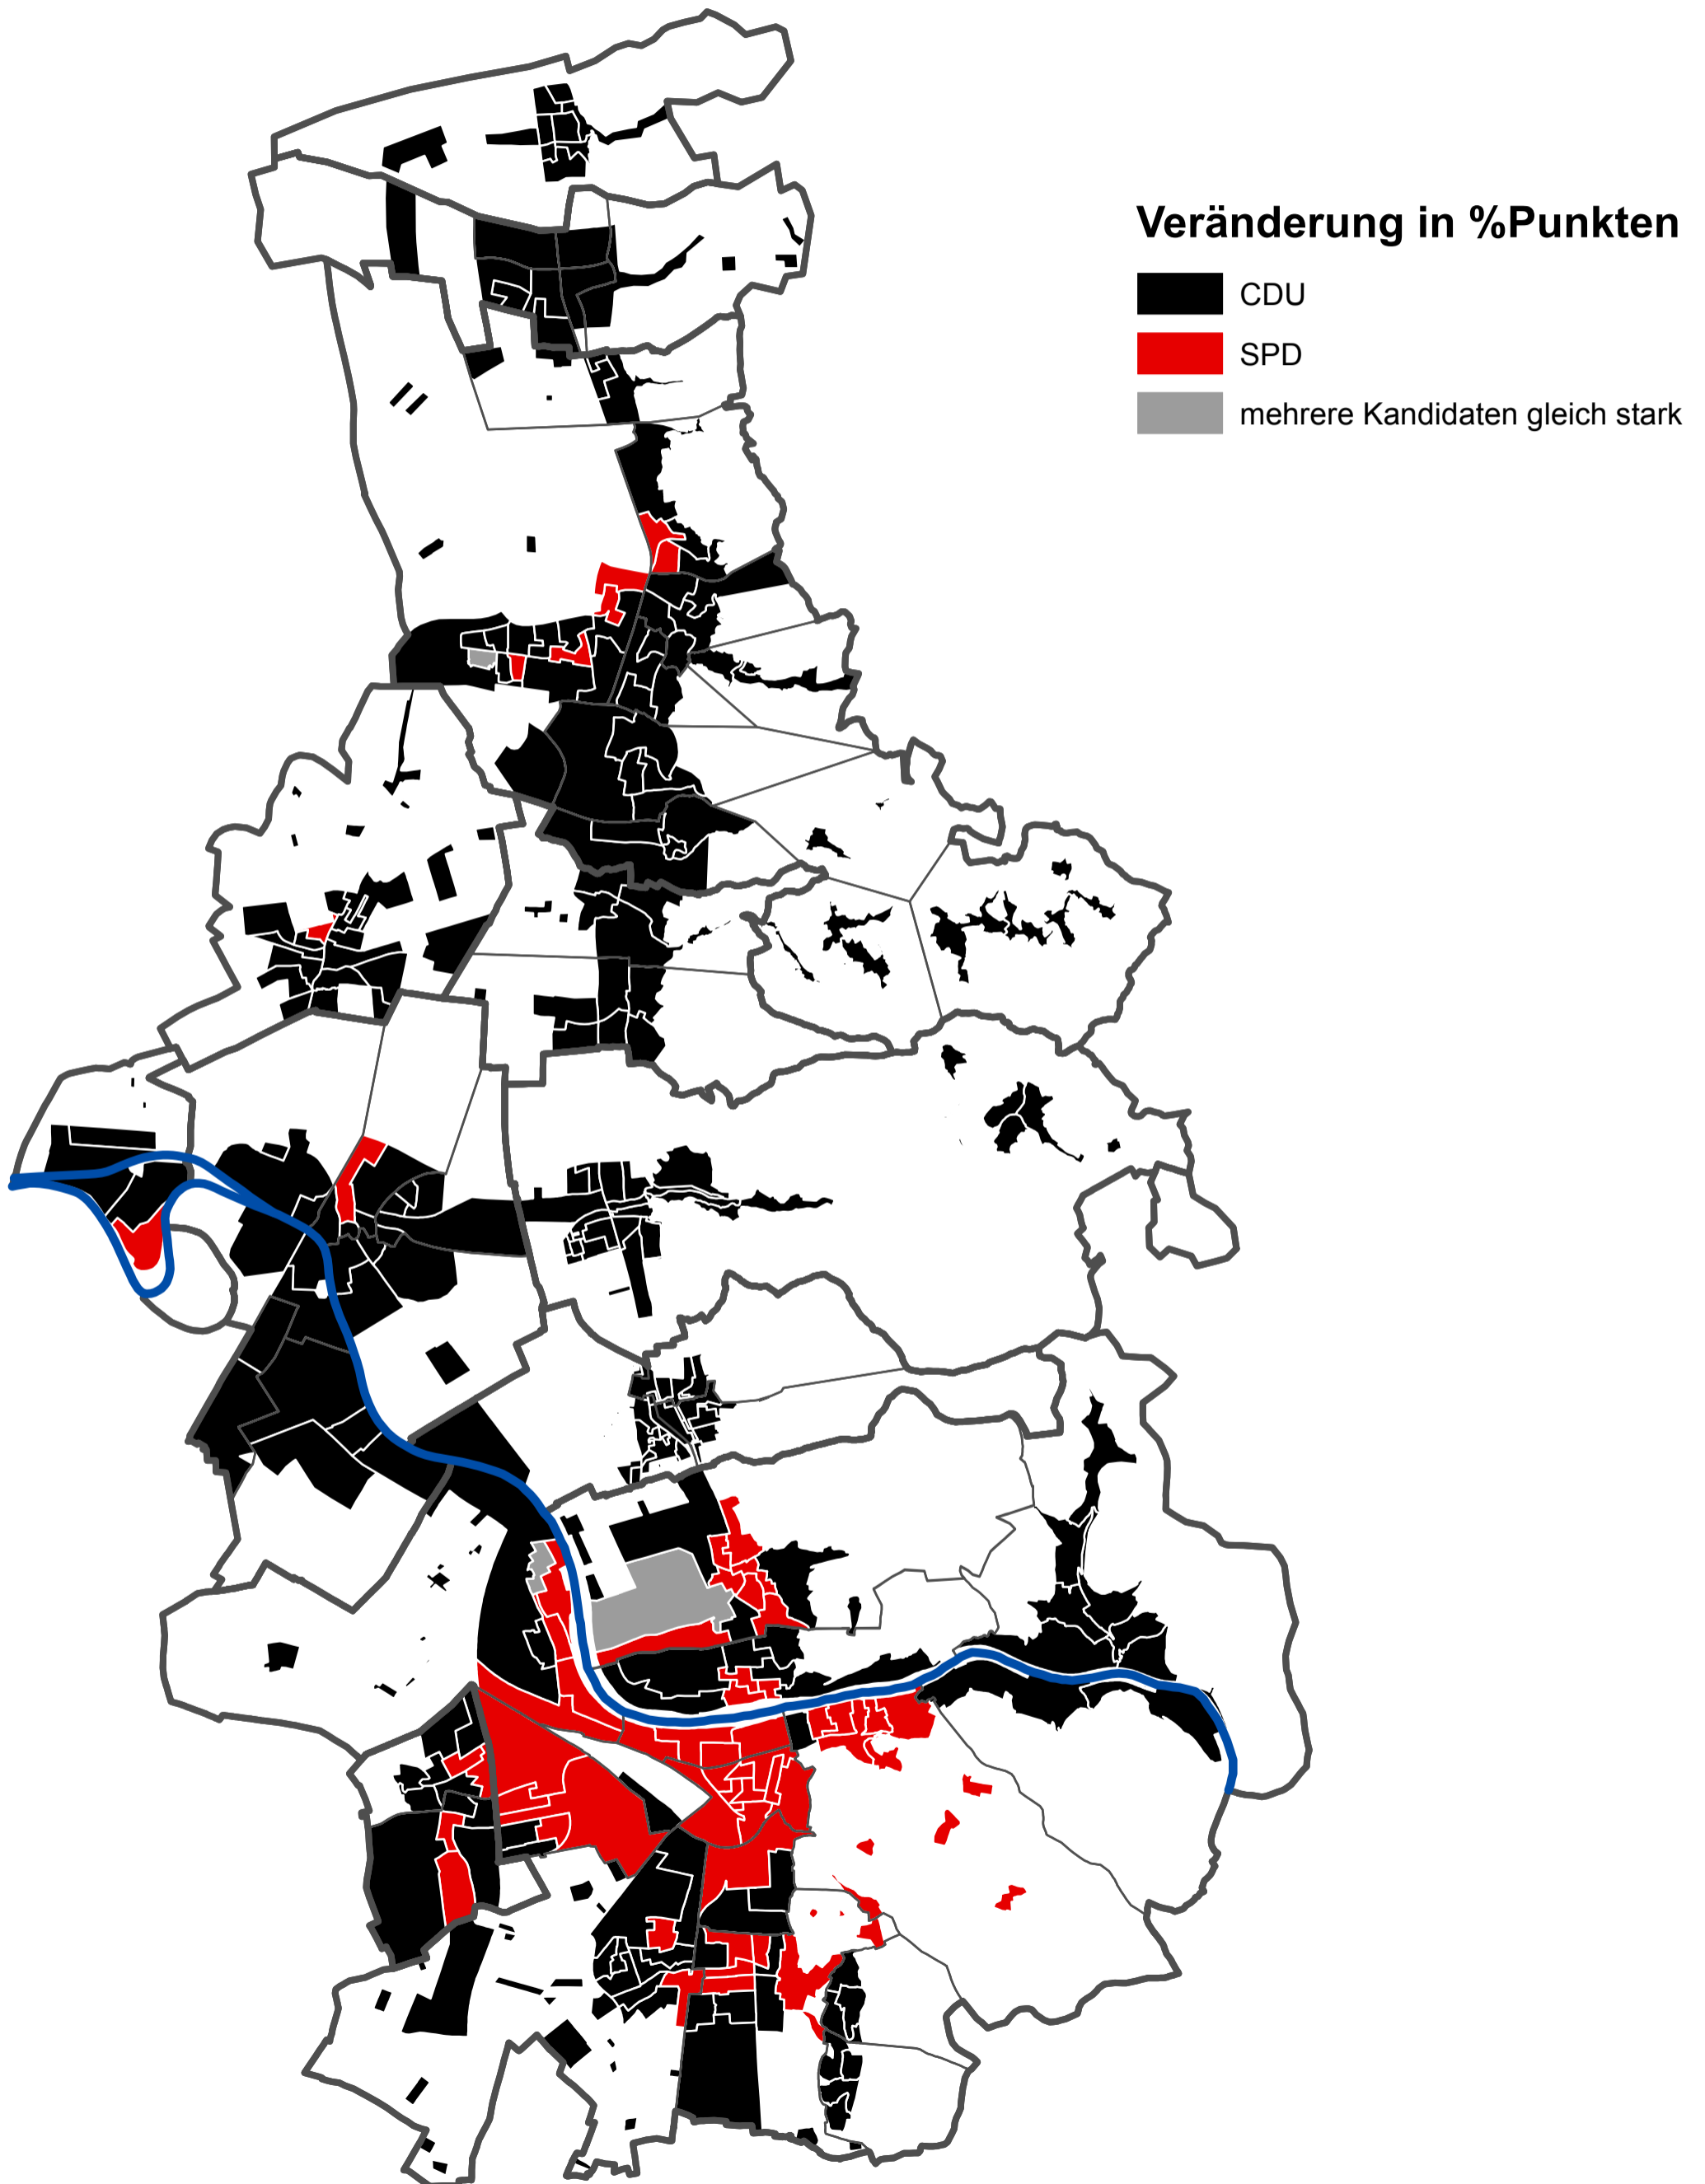 Veränderung in %Punkten
CDU
SPD
mehrere Kandidaten gleich stark